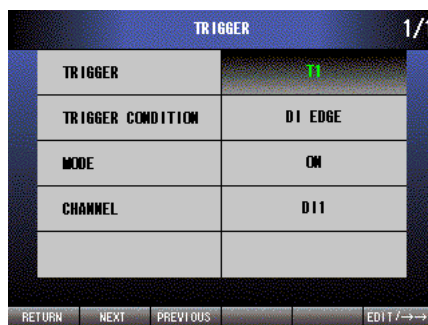 TRIGGER 1/1
TRIGGER T1
TRIGGER CONDITION DI EDGE
MODE ON
CHANNEL DI1
RETURN NEXT PREVIOUS EDIT/→→